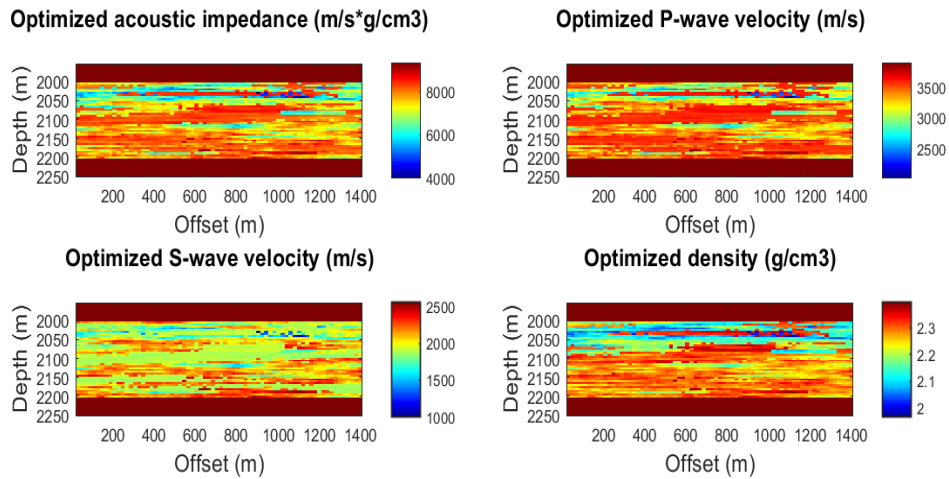 Optimized acoustic impedance (m/s*g/cm3)
Optimized P-wave velocity (m/s)
Depth (m)
2000
2050
2100
2150
2200
2250
200 400 600 800 1000 1200 1400
Offset (m)
8000
6000
4000
Depth (m)
2000
2050
2100
2150
2200
2250
200 400 600 800 1000 1200 1400
Offset (m)
3500
3000
2500
Optimized S-wave velocity (m/s)
Optimized density (g/cm3)
Depth (m)
2000
2050
2100
2150
2200
2250
200 400 600 800 1000 1200 1400
Offset (m)
2500
2000
1500
1000
Depth (m)
2000
2050
2100
2150
2200
2250
200 400 600 800 1000 1200 1400
Offset (m)
2.3
2.2
2.1
2